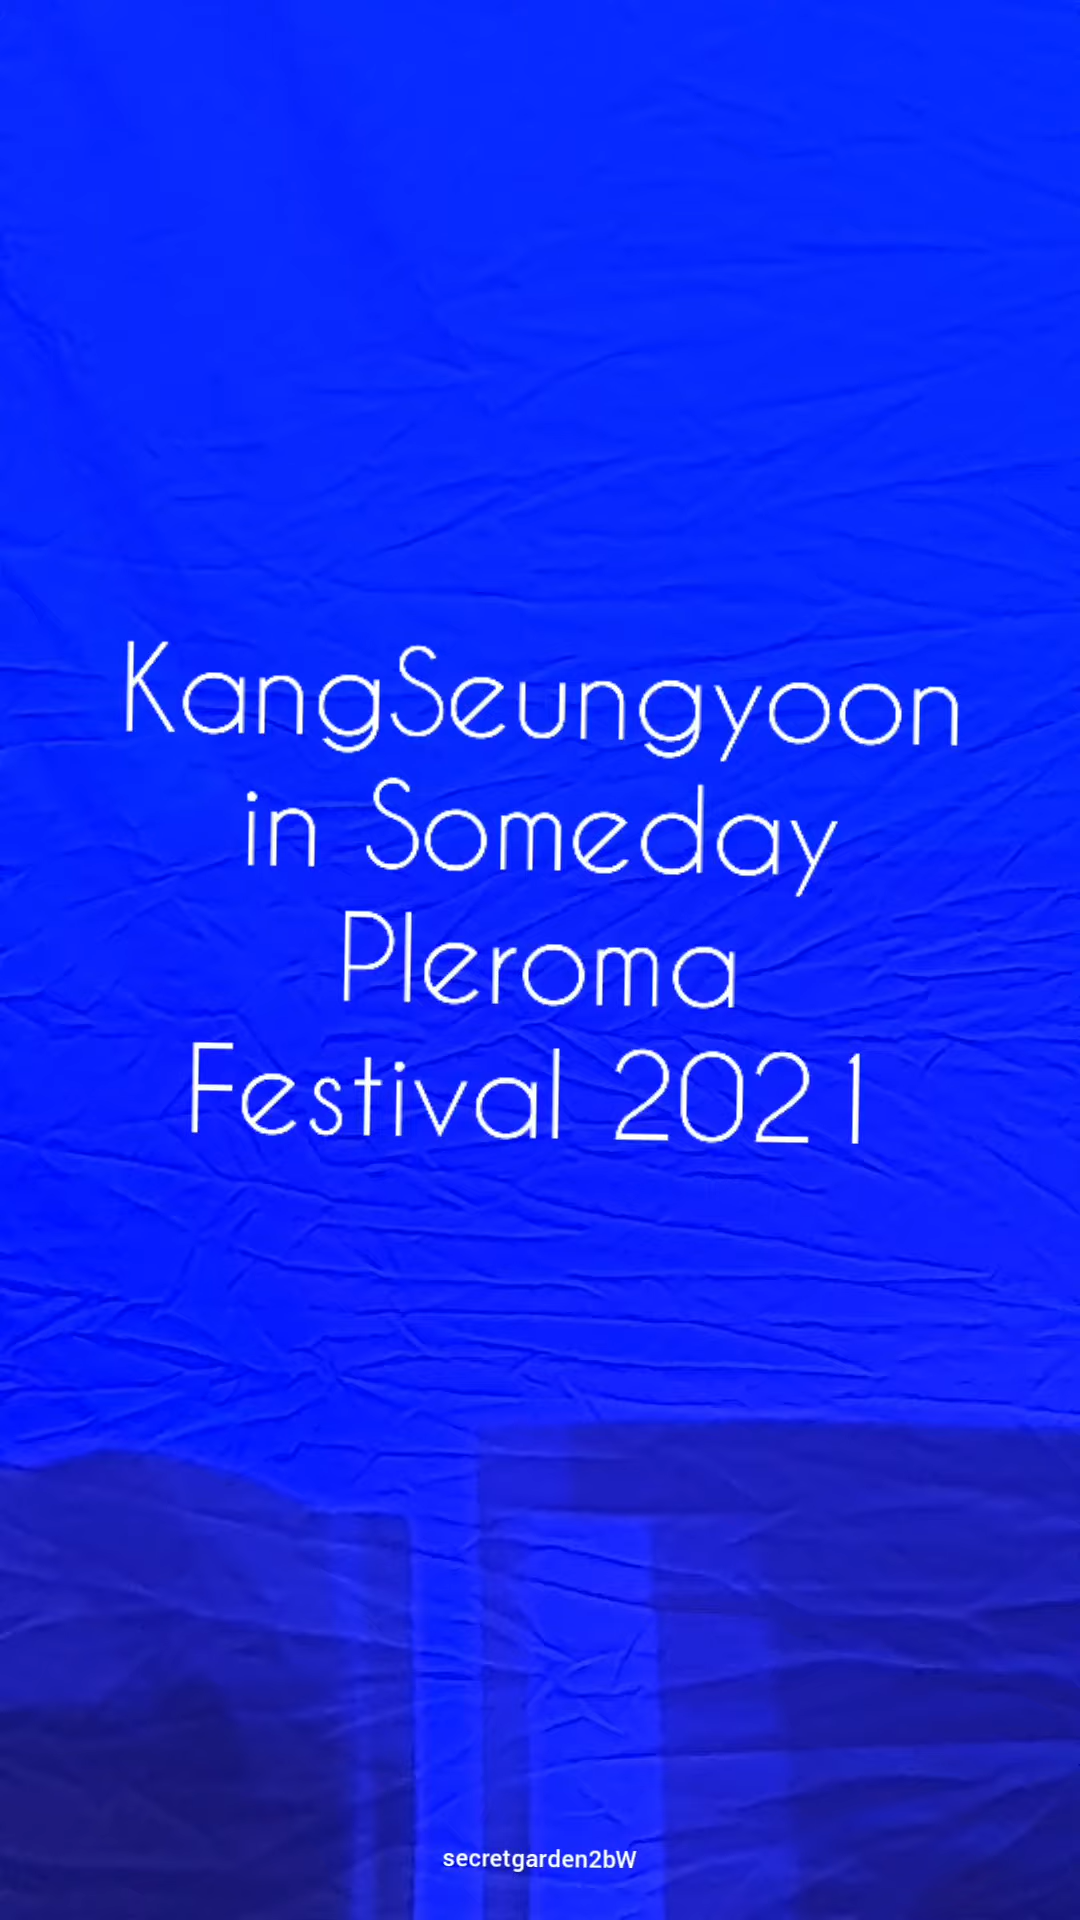 KangSeungyoon
in Someday
Pleroma
Festival 2021
secretgarden2bW